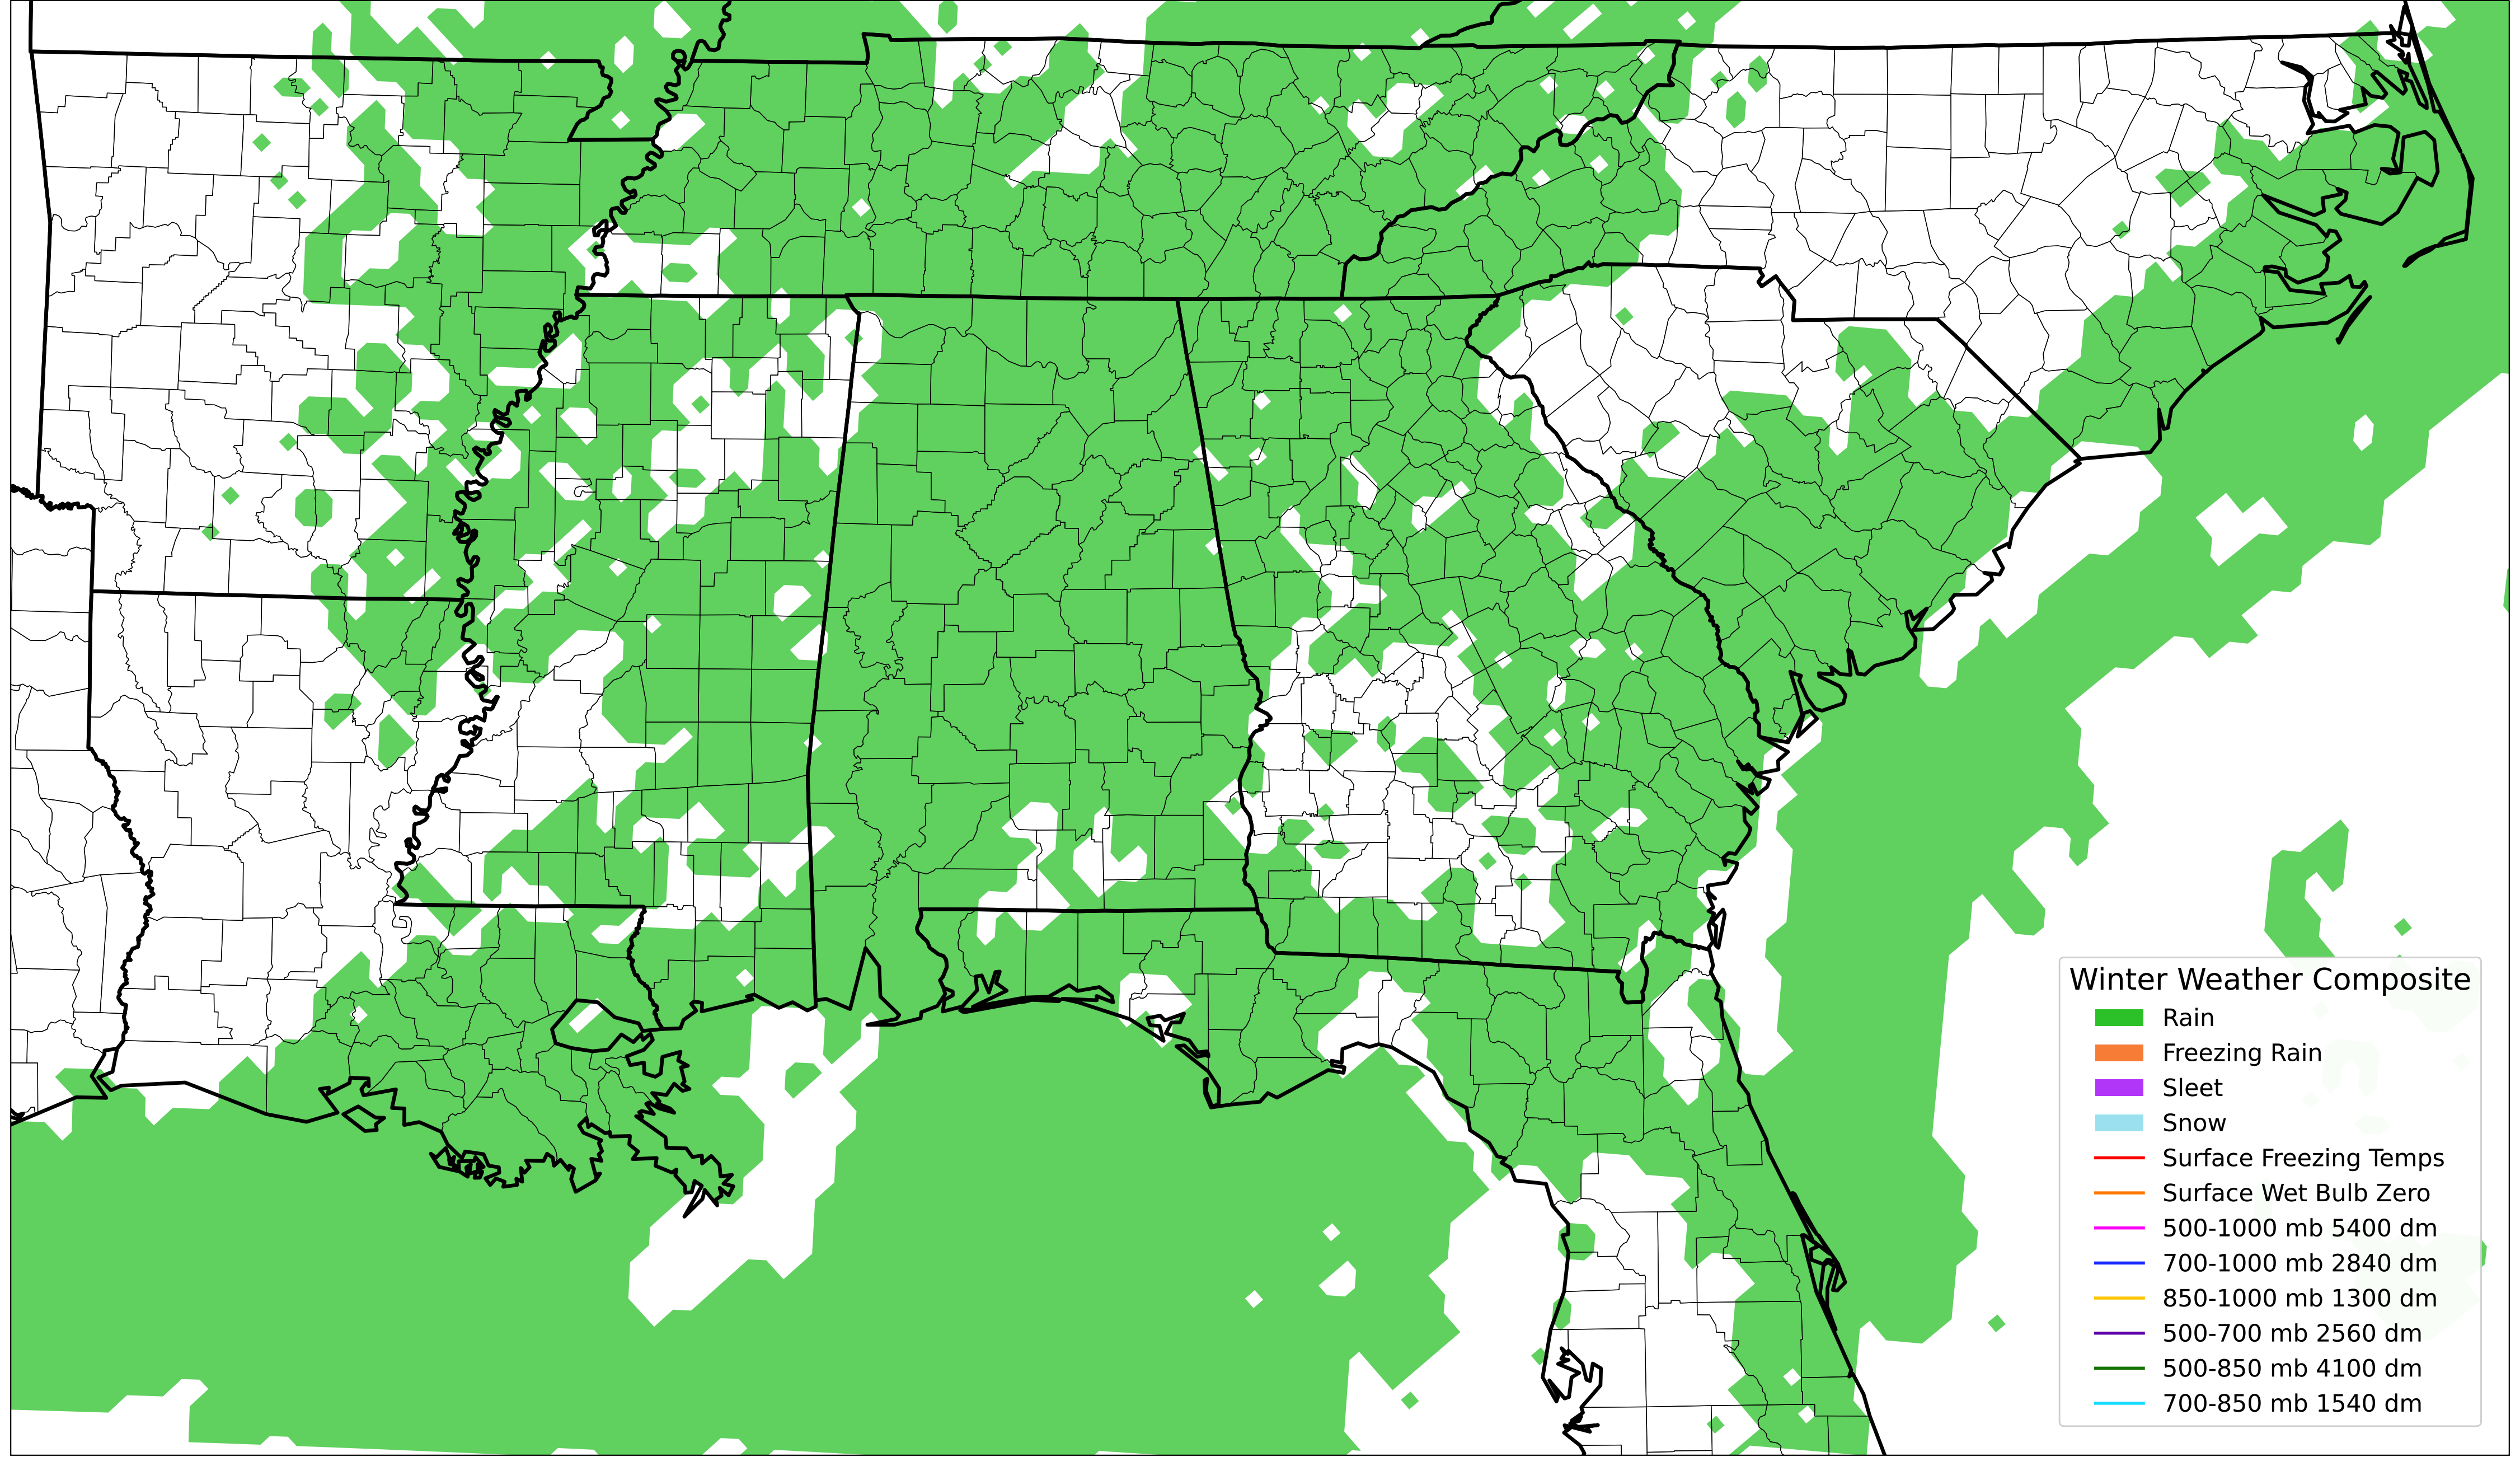 Winter Weather Composite
Rain
Freezing Rain
Sleet
Snow
Surface Freezing Temps
Surface Wet Bulb Zero
500-1000 mb 5400 dm
700-1000 mb 2840 dm
850-1000 mb 1300 dm
500-700 mb 2560 dm
500-850 mb 4100 dm
700-850 mb 1540 dm